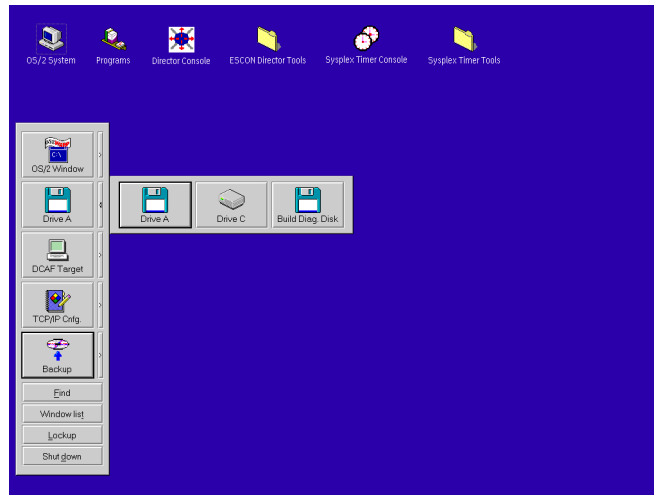 OS/2 System
Programs
Director Console
ESCON Director Tools
Sysplex Timer Console
Sysplex Timer Tools
C:\
OS/2 Window
Drive A
Drive A
Drive C
Build Diag. Disk
DCAF Target
TCP/IP Cnfg.
Backup
Find
Window list
Lockup
Shut down